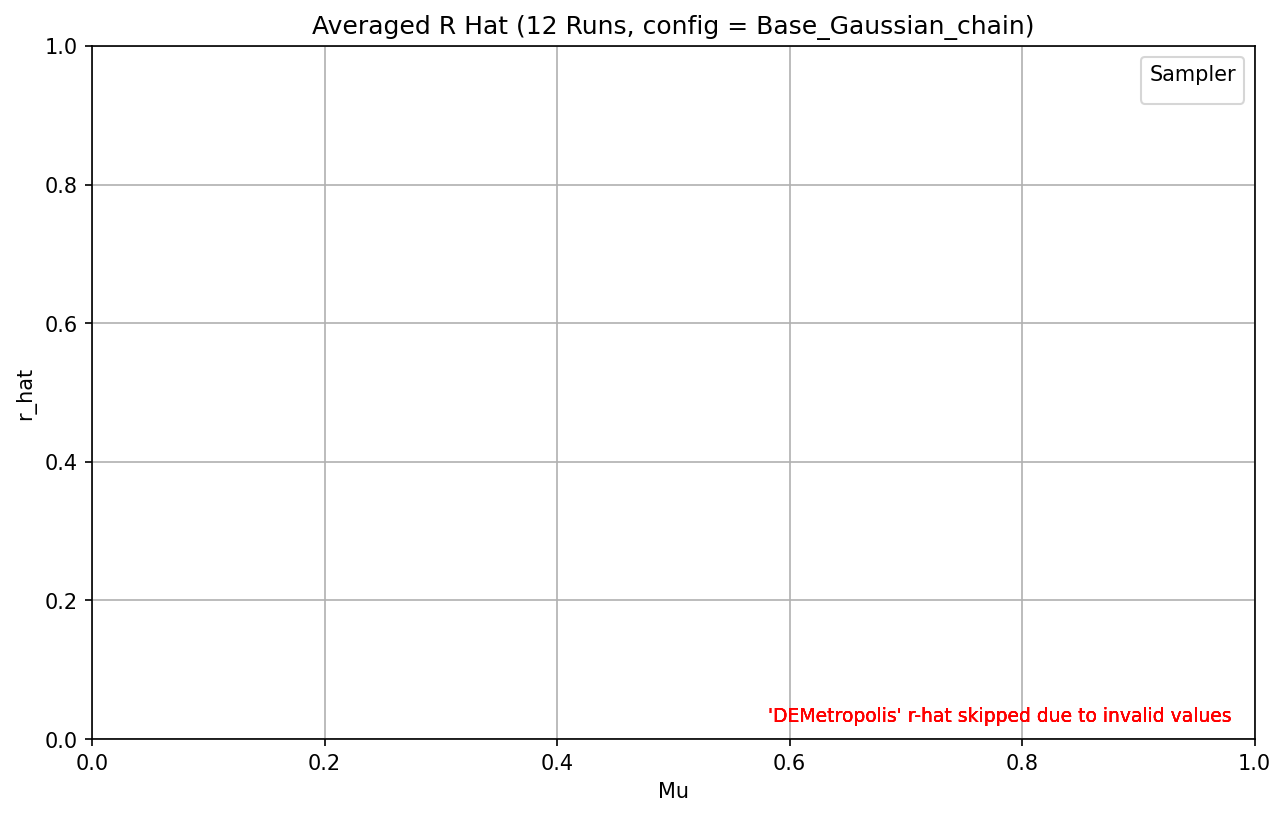 Averaged R Hat (12 Runs, config = Base_Gaussian_chain)
Sampler
1.0
0.8
0.6
0.4
0.2
0.0
r_hat
'DEMetropolis' r-hat skipped due to invalid values
0.0 0.2 0.4 0.6 0.8 1.0
Mu